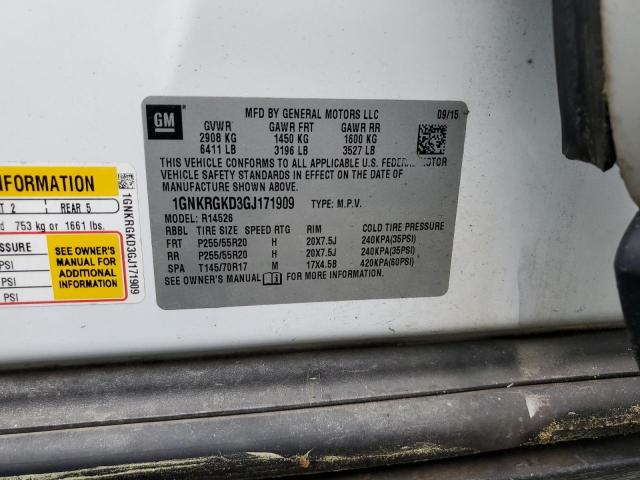 GM
MFD BY GENERAL MOTORS LLC 09/15
GVWR GAWR FRT GAWR RR
2908 KG 1450 KG 1600 KG
6411 LB 3196 LB 3527 LB
THIS VEHICLE CONFORMS TO ALL APPLICABLE U.S. FEDERAL MOTOR
VEHICLE SAFETY STANDARDS IN EFFECT ON THE DATE OF
MANUFACTURE SHOWN ABOVE.
1GNKRGKD3GJ171909 TYPE: M.P.V.
MODEL: R14526
RBBL TIRE SIZE SPEED RTG RIM COLD TIRE PRESSURE
FRT P255/55R20 H 20X7.5J 240KPA(35PSI)
RR P255/55R20 H 20X7.5J 240KPA(35PSI)
SPA T145/70R17 M 17X4.5B 420KPA(60PSI)
SEE OWNER'S MANUAL FOR MORE INFORMATION.
INFORMATION
2 REAR 5
753 kg or 1661 lbs.
PSI
PSI
PSI
SEE OWNER'S
MANUAL FOR
ADDITIONAL
INFORMATION
1GNKRGKD3GJ171909